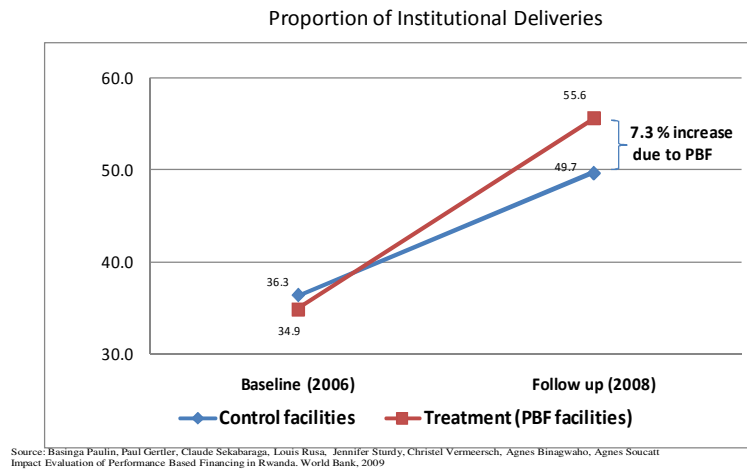 Proportion of Institutional Deliveries
60.0
50.0
40.0
30.0
55.6
49.7
36.3
34.9
7.3 % increase
due to PBF
Baseline (2006)
Follow up (2008)
Control facilities
Treatment (PBF facilities)
Source: Basinga Paulin, Paul Gertler, Claude Sekabaraga, Louis Rusa, Jennifer Sturdy, Christel Vermeersch, Agnes Binagwaho, Agnes Soucatt
Impact Evaluation of Performance Based Financing in Rwanda. World Bank, 2009